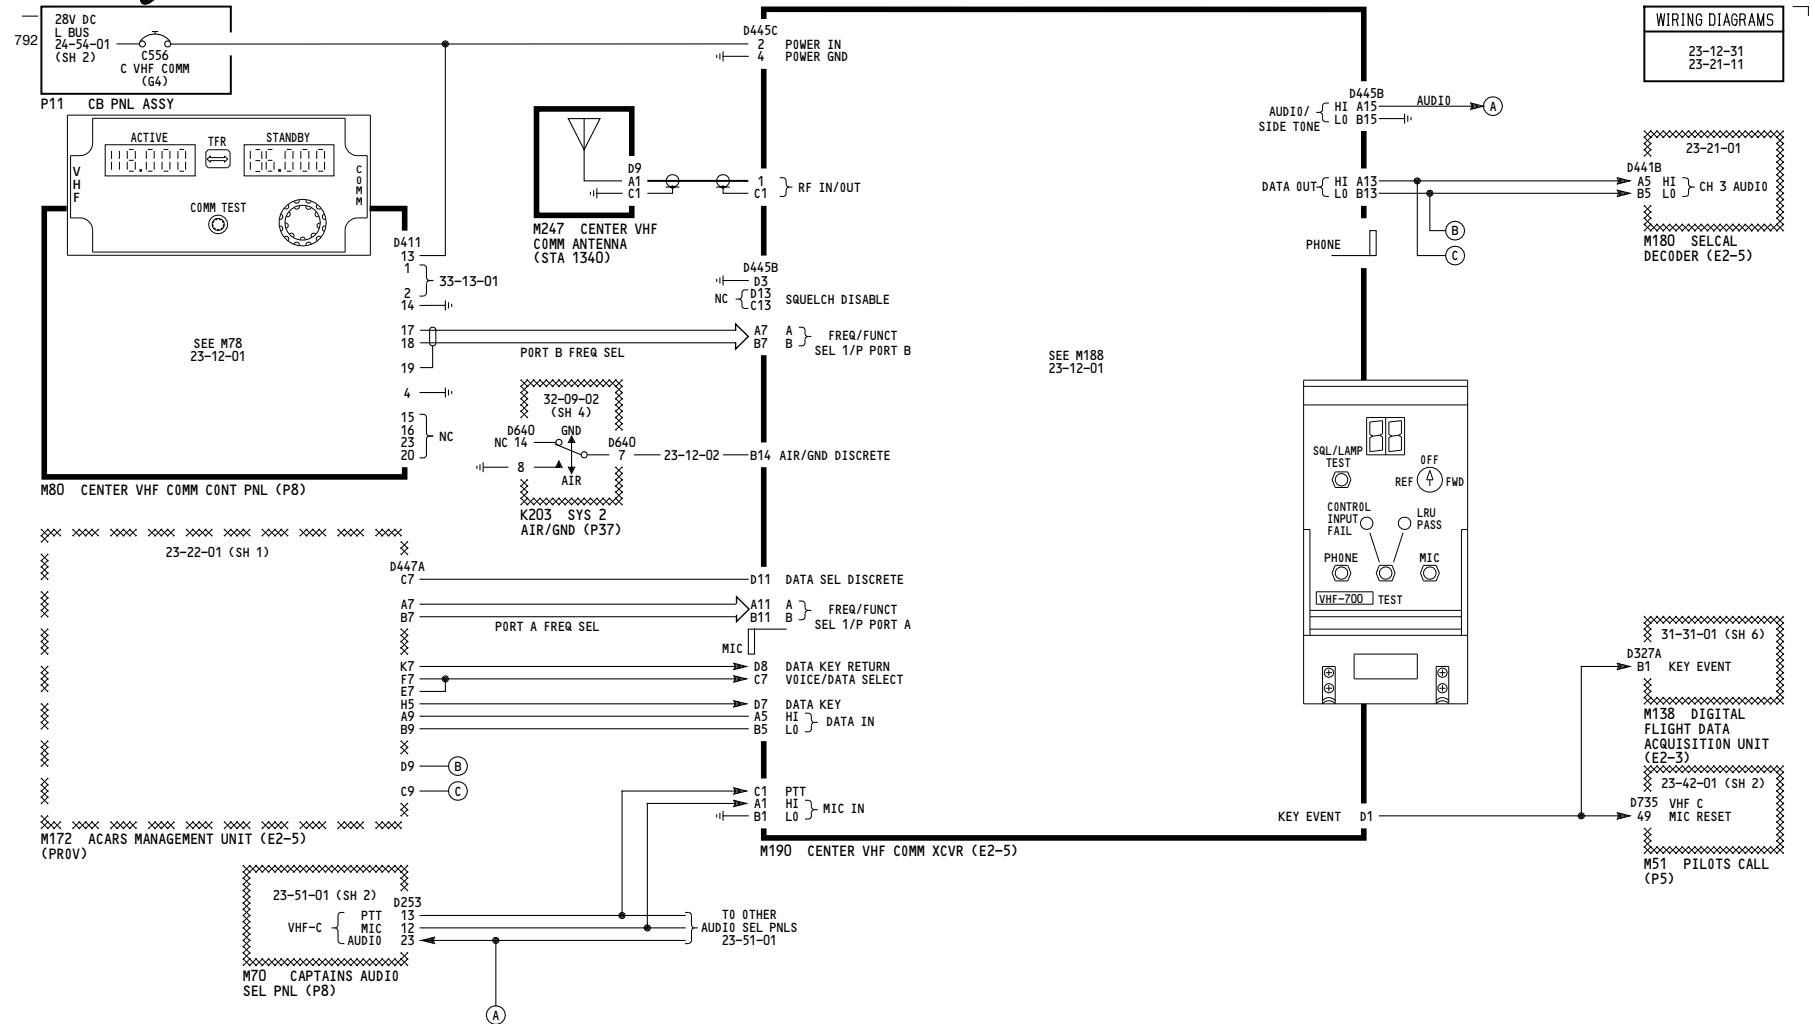 28V DC
L BUS
24-54-01
(SH 2)
792
C556
C VHF COMM
(G4)
P11 CB PNL ASSY
D445C
2 POWER IN
4 POWER GND
WIRING DIAGRAMS
23-12-31
23-21-11
ACTIVE
TFR
STANDBY
118.000
136.000
VHF
COMM
COMM TEST
D411
13
1
2
33-13-01
14
17
18
19
4
15
16
23
20
NC
SEE M78
23-12-01
M80 CENTER VHF COMM CONT PNL (P8)
D9
A1
C1
M247 CENTER VHF
COMM ANTENNA
(STA 1340)
1
C1
RF IN/OUT
D445B
D3
NC D13
C13
SQUELCH DISABLE
A7 A
B7 B
FREQ/FUNCT
SEL 1/P PORT B
PORT B FREQ SEL
32-09-02
(SH 4)
D640
GND
NC 14
8
AIR
D640
7
23-12-02
B14 AIR/GND DISCRETE
K203 SYS 2
AIR/GND (P37)
SEE M188
23-12-01
D445B
AUDIO/
SIDE TONE
HI A15
LO B15
AUDIO
A
DATA OUT
HI A13
LO B13
B
C
PHONE
23-21-01
D441B
A5 HI
B5 LO
CH 3 AUDIO
M180 SELCAL
DECODER (E2-5)
SQL/LAMP
TEST
OFF
REF
FWD
CONTROL
INPUT
FAIL
LRU
PASS
PHONE
MIC
VHF-700
TEST
23-22-01 (SH 1)
D447A
C7
A7
B7
K7
F7
E7
H5
A9
B9
D9
B
C9
C
M172 ACARS MANAGEMENT UNIT (E2-5)
(PROV)
D11 DATA SEL DISCRETE
A11 A
B11 B
FREQ/FUNCT
SEL 1/P PORT A
PORT A FREQ SEL
MIC
D8 DATA KEY RETURN
C7 VOICE/DATA SELECT
D7 DATA KEY
A5 HI
B5 LO
DATA IN
C1 PTT
A1 HI
B1 LO
MIC IN
KEY EVENT D1
M190 CENTER VHF COMM XCVR (E2-5)
31-31-01 (SH 6)
D327A
B1 KEY EVENT
M138 DIGITAL
FLIGHT DATA
ACQUISITION UNIT
(E2-3)
23-42-01 (SH 2)
D735
49
VHF C
MIC RESET
M51 PILOTS CALL
(P5)
23-51-01 (SH 2)
D253
VHF-C
PTT 13
MIC 12
AUDIO 23
M70 CAPTAINS AUDIO
SEL PNL (P8)
TO OTHER
AUDIO SEL PNLS
23-51-01
A